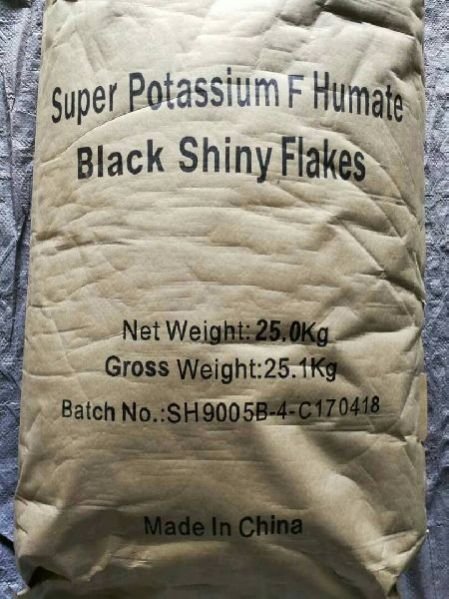 Super Potassium F Humate
Black Shiny Flakes
Net Weight: 25.0Kg
Gross Weight:25.1Kg
Batch No.:SH9005B-4-C170418
Made In China